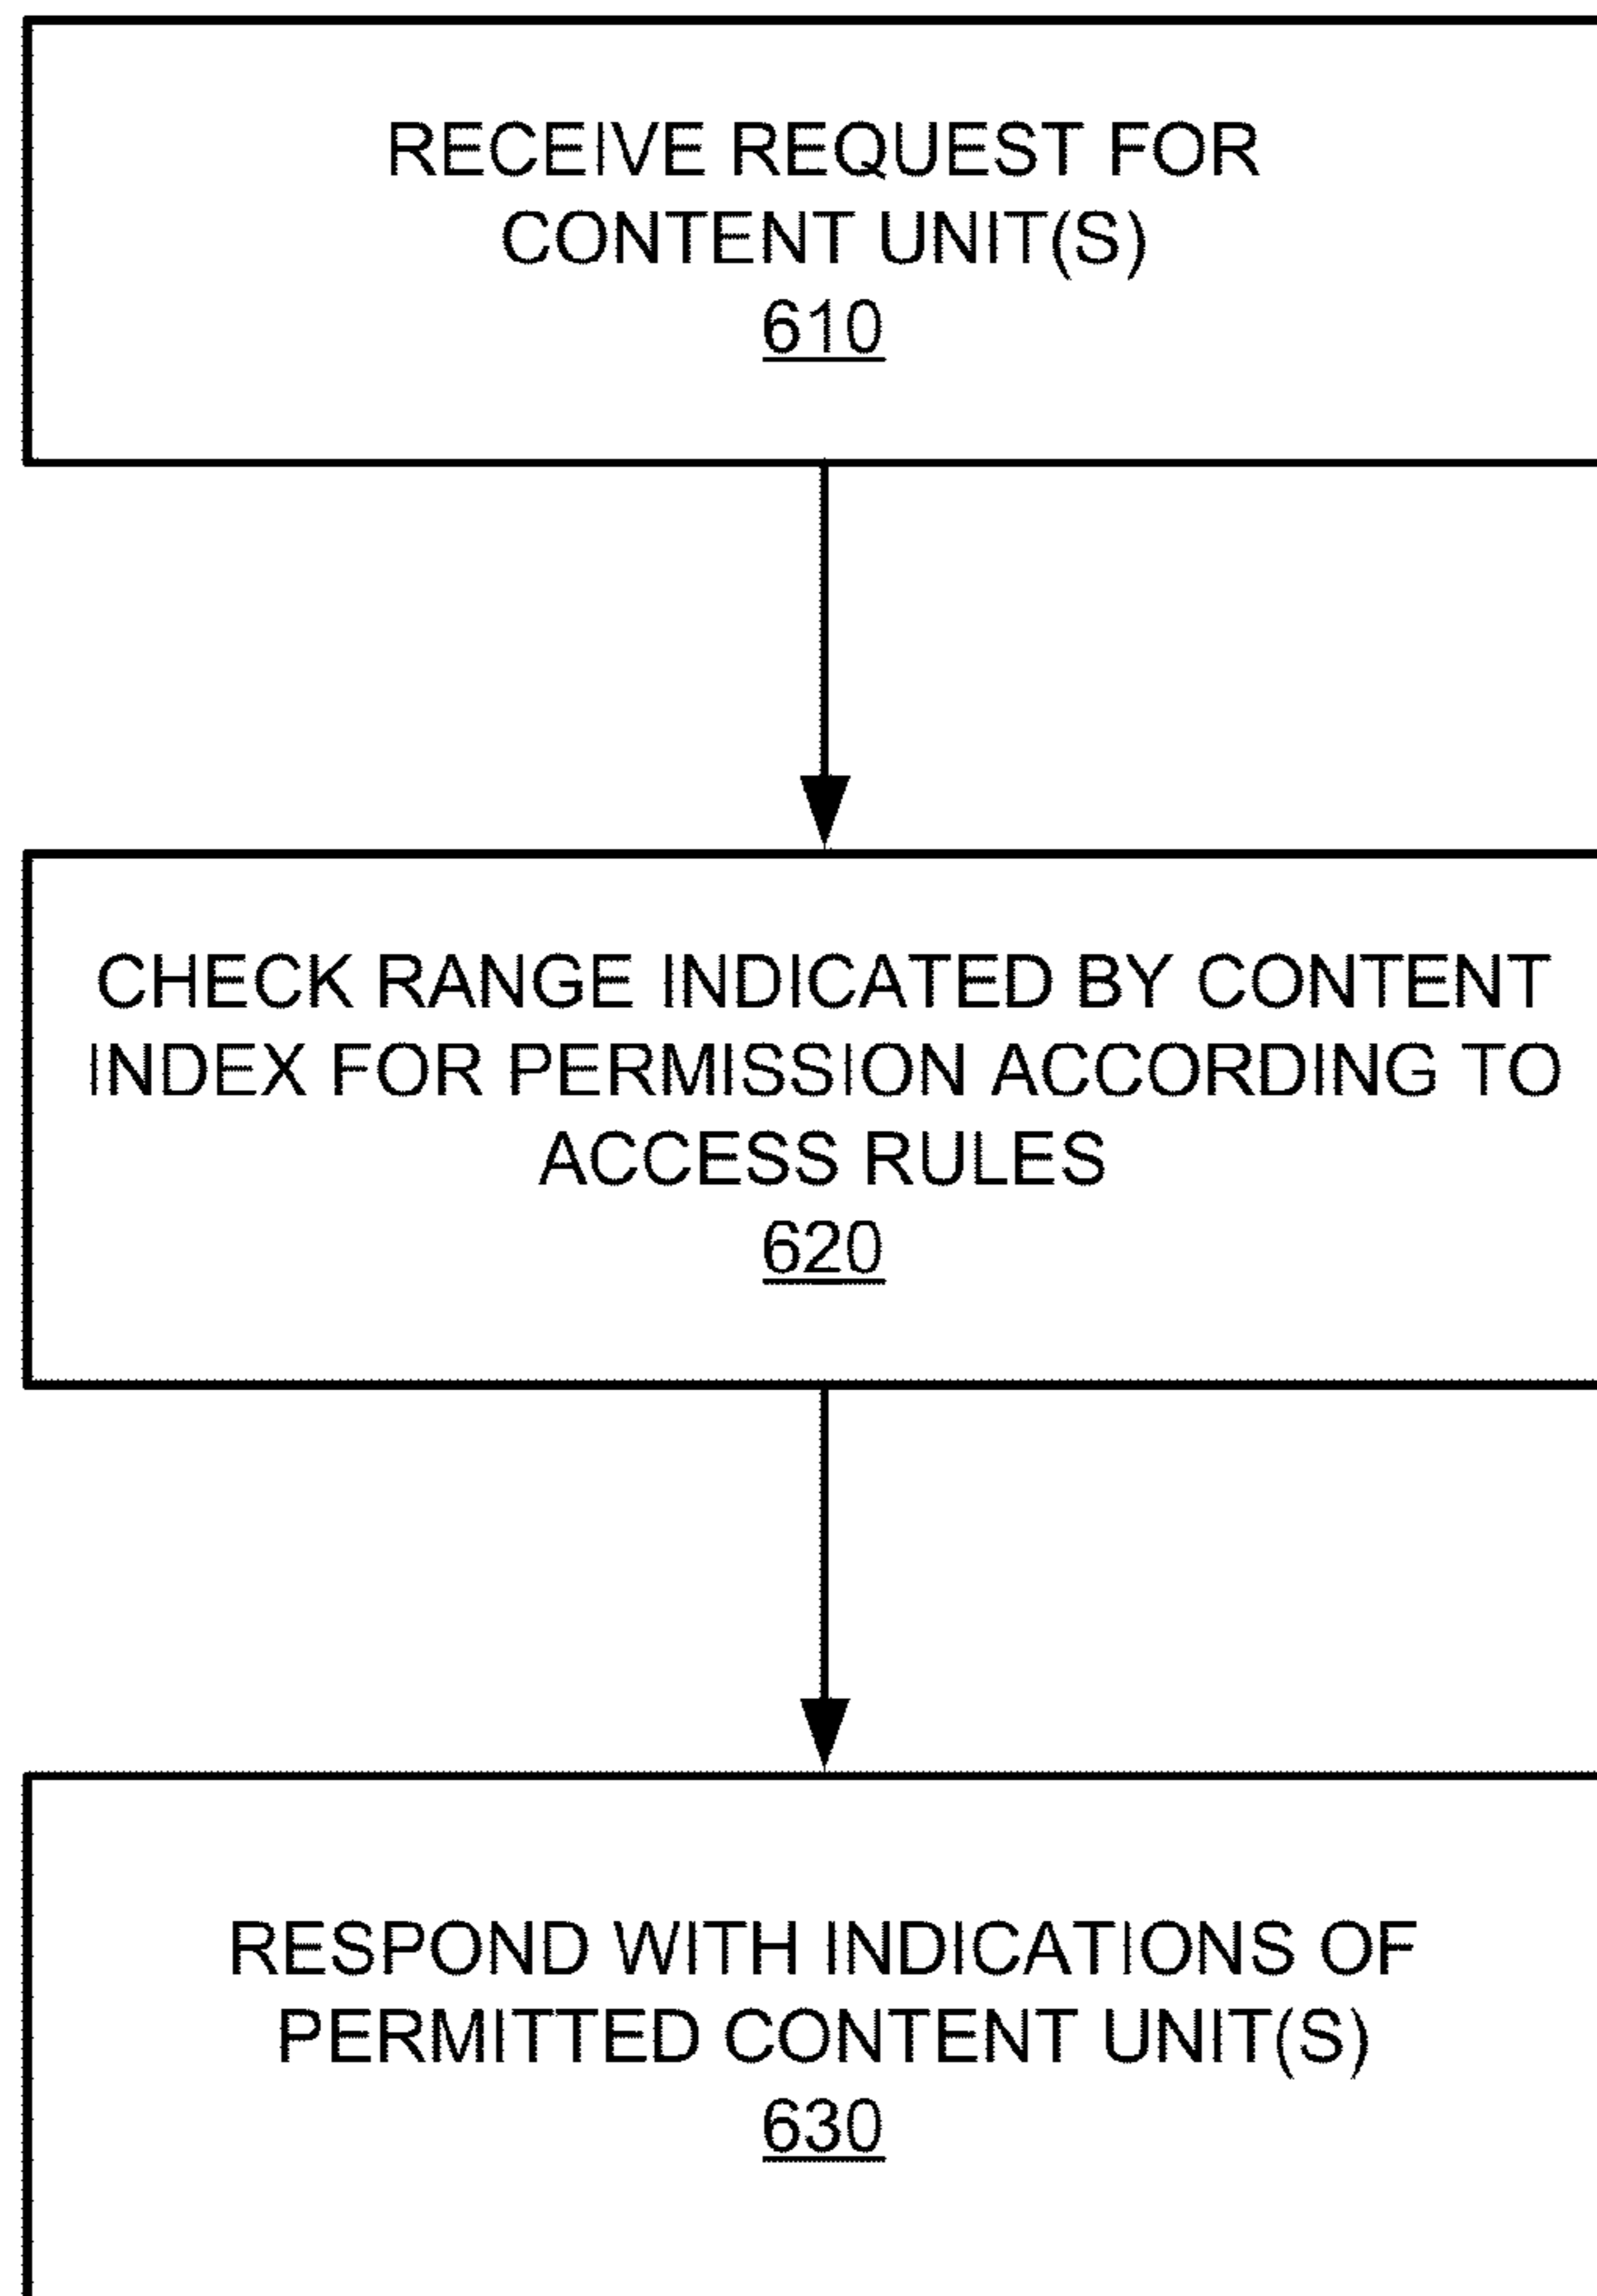 RECEIVE REQUEST FOR
CONTENT UNIT(S)
610
CHECK RANGE INDICATED BY CONTENT
INDEX FOR PERMISSION ACCORDING TO
ACCESS RULES
620
RESPOND WITH INDICATIONS OF
PERMITTED CONTENT UNIT(S)
630